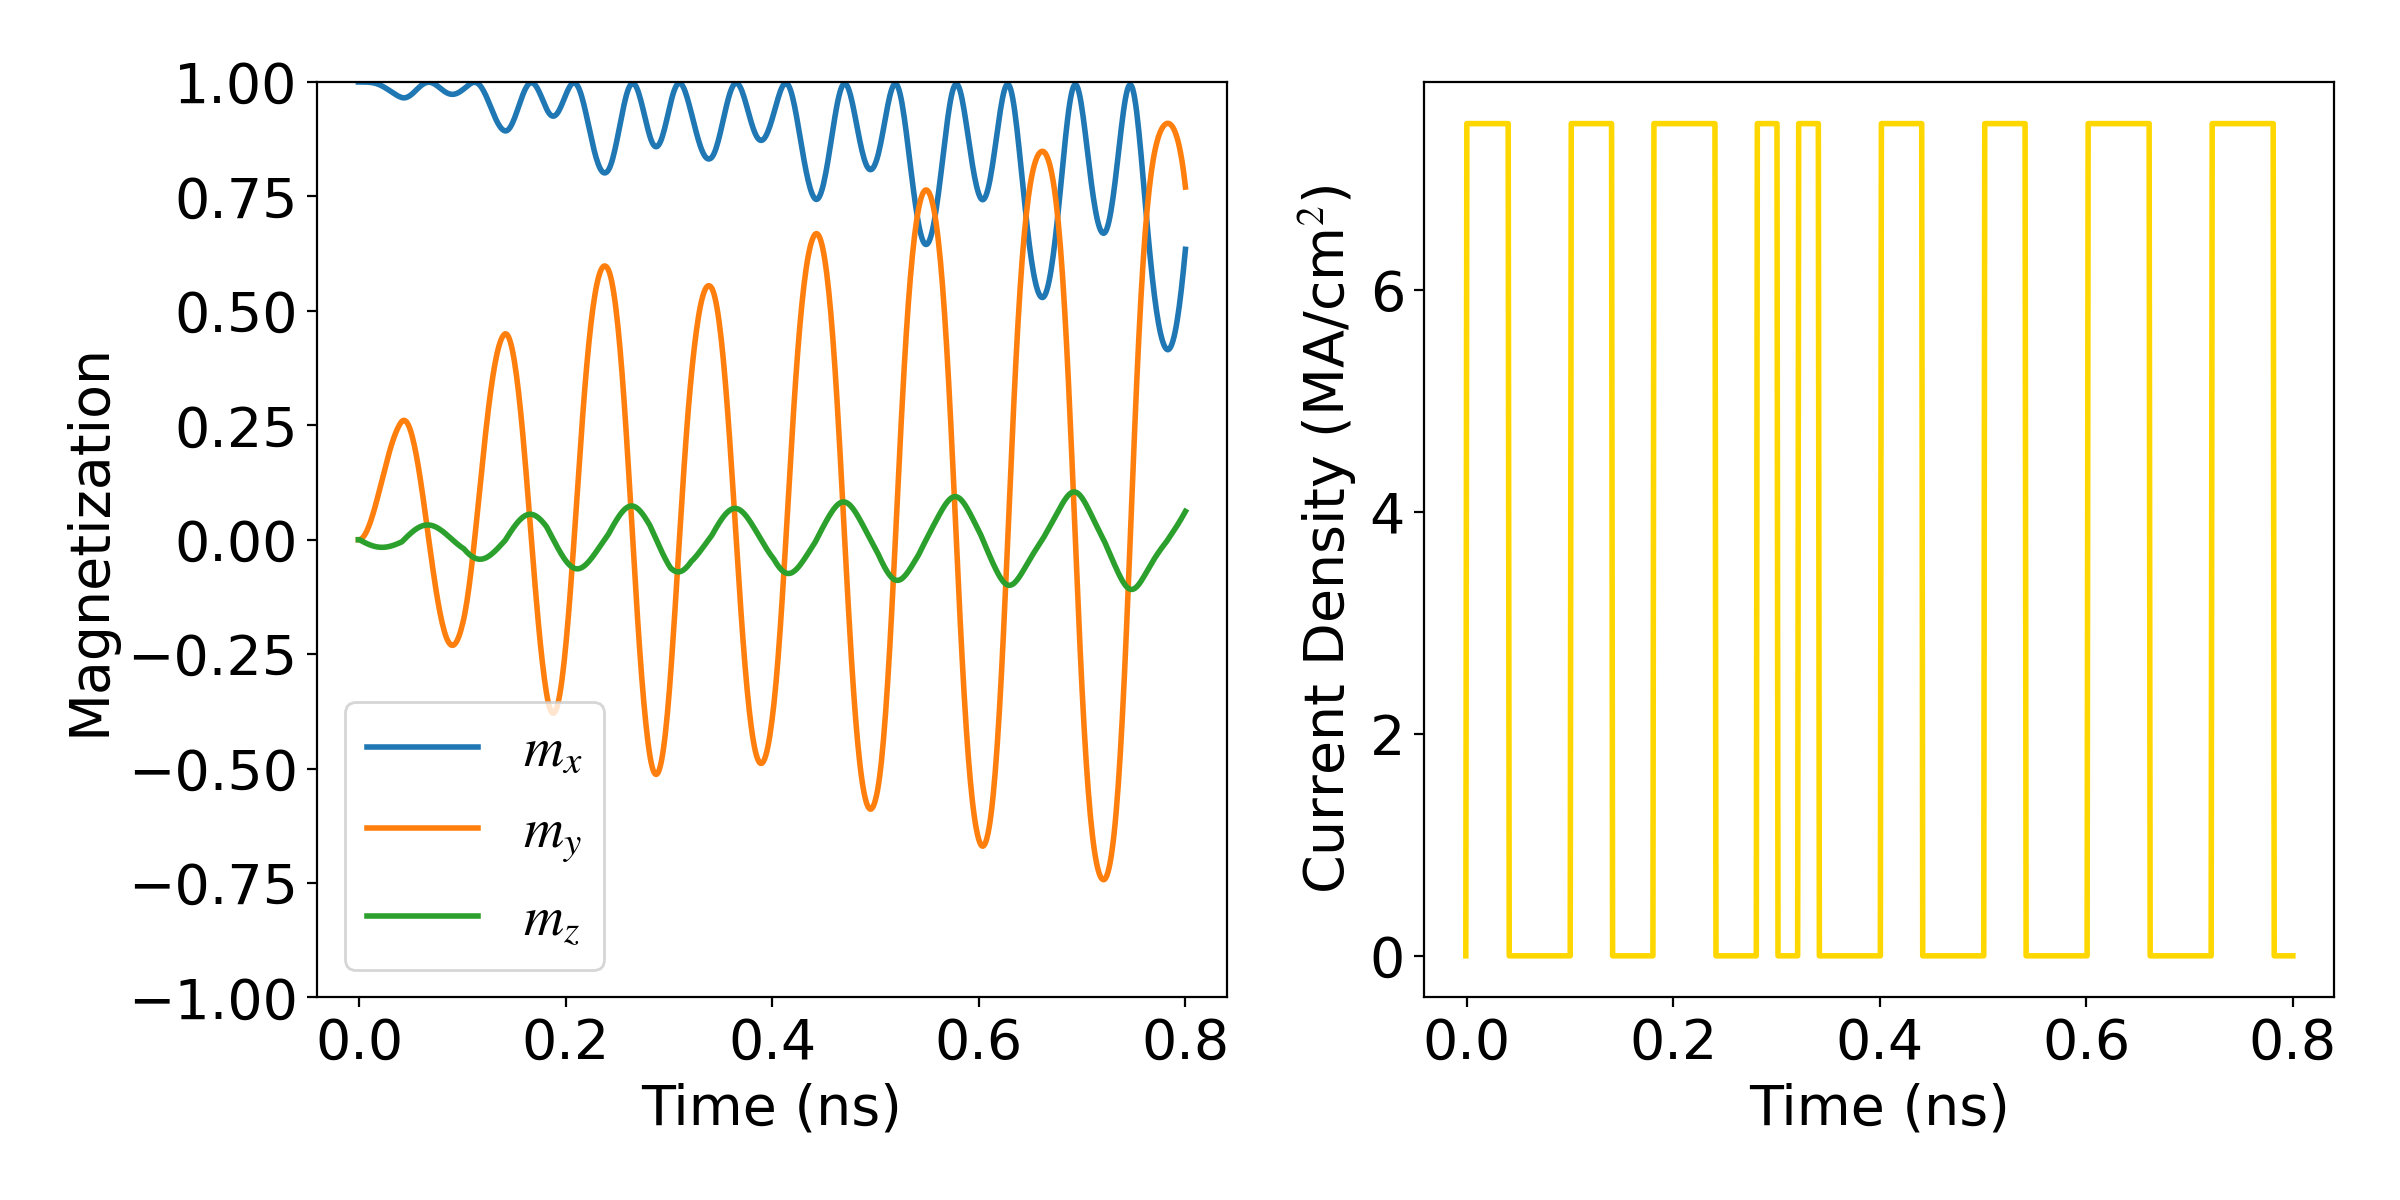 1.00
0.75
0.50
0.25
0.00
−0.25
−0.50
−0.75
−1.00
Magnetization
m_x
m_y
m_z
0.0 0.2 0.4 0.6 0.8
Time (ns)
6
4
2
0
Current Density (MA/cm²)
0.0 0.2 0.4 0.6 0.8
Time (ns)